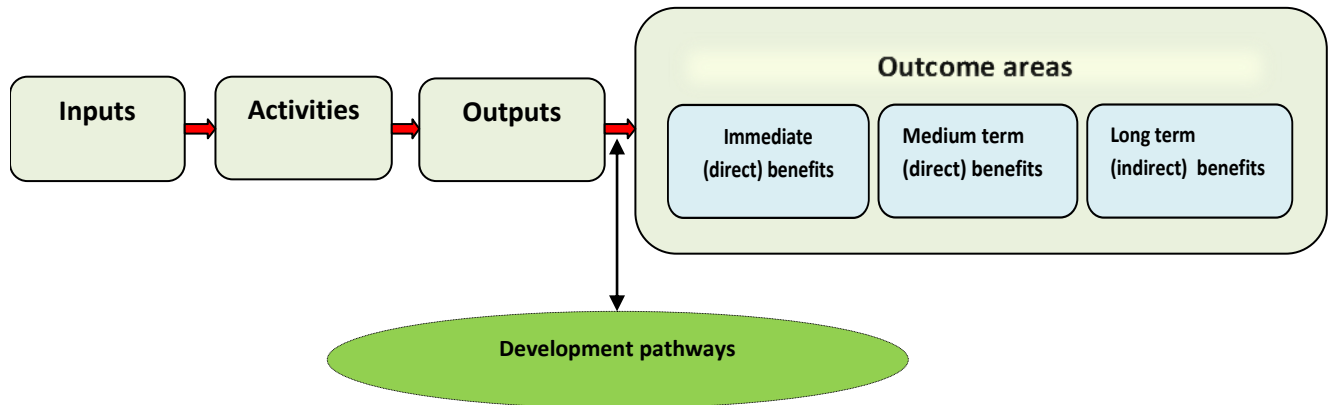 Outcome areas
Inputs
Activities
Outputs
Immediate
(direct) benefits
Medium term
(direct) benefits
Long term
(indirect) benefits
Development pathways